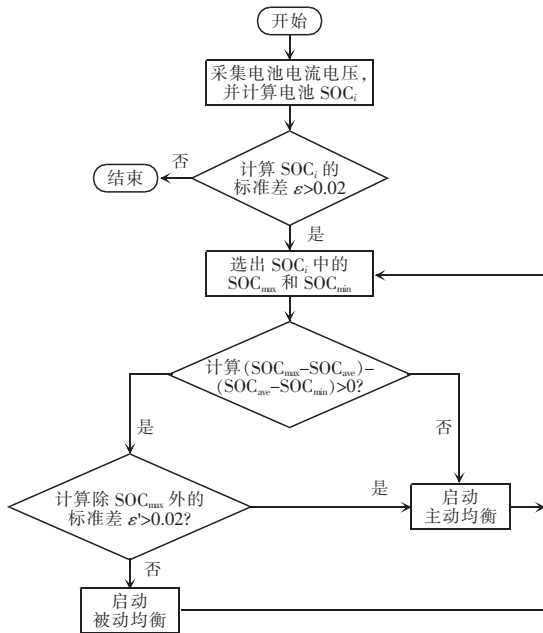 开始
采集电池电流电压,
并计算电池 SOCᵢ
计算 SOCᵢ 的
标准差 ε>0.02
否
结束
是
选出 SOCᵢ 中的
SOCmax 和 SOCmin
计算(SOCmax–SOCave)–
(SOCave–SOCmin)>0?
是
否
计算除 SOCmax 外的
标准差 ε'>0.02?
是
启动
主动均衡
否
启动
被动均衡